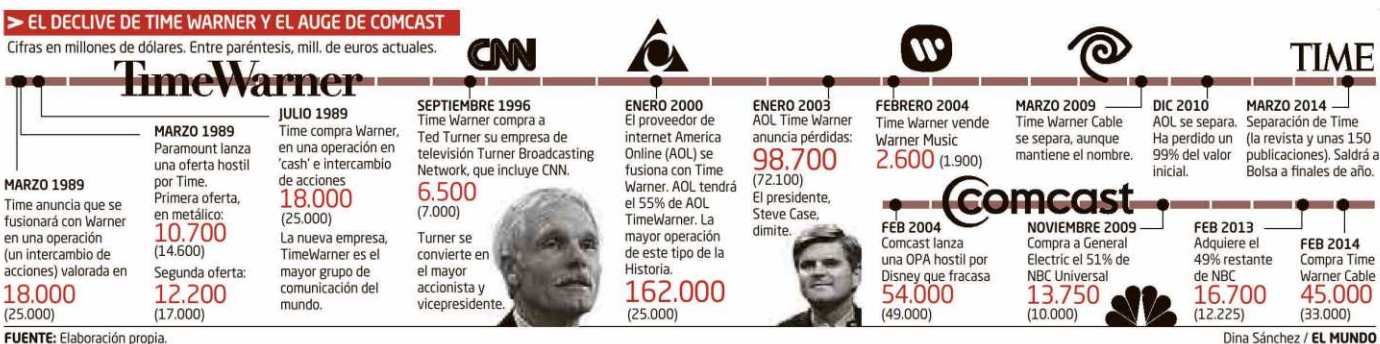 > EL DECLIVE DE TIME WARNER Y EL AUGE DE COMCAST
Cifras en millones de dólares. Entre paréntesis, mill. de euros actuales.
TimeWarner
CNN
TIME
MARZO 1989
Time anuncia que se
fusionará con Warner
en una operación
(un intercambio de
acciones) valorada en
18.000
(25.000)
MARZO 1989
Paramount lanza
una oferta hostil
por Time.
Primera oferta,
en metálico:
10.700
(14.600)
Segunda oferta:
12.200
(17.000)
JULIO 1989
Time compra Warner,
en una operación en
'cash' e intercambio
de acciones
18.000
(25.000)
La nueva empresa,
TimeWarner es el
mayor grupo de
comunicación del
mundo.
SEPTIEMBRE 1996
Time Warner compra a
Ted Turner su empresa de
televisión Turner Broadcasting
Network, que incluye CNN.
6.500
(7.000)
Turner se
convierte en
el mayor
accionista y
vicepresidente.
ENERO 2000
El proveedor de
internet America
Online (AOL) se
fusiona con Time
Warner. AOL tendrá
el 55% de AOL
TimeWarner. La
mayor operación
de este tipo de la
Historia.
162.000
(25.000)
ENERO 2003
AOL Time Warner
anuncia pérdidas:
98.700
(72.100)
El presidente,
Steve Case,
dimite.
FEBRERO 2004
Time Warner vende
Warner Music
2.600 (1.900)
MARZO 2009
Time Warner Cable
se separa, aunque
mantiene el nombre.
DIC 2010
AOL se separa.
Ha perdido un
99% del valor
inicial.
MARZO 2014
Separación de Time
(la revista y unas 150
publicaciones). Saldrá a
Bolsa a finales de año.
comcast
FEB 2004
Comcast lanza
una OPA hostil por
Disney que fracasa
54.000
(49.000)
NOVIEMBRE 2009
Compra a General
Electric el 51% de
NBC Universal
13.750
(10.000)
FEB 2013
Adquiere el
49% restante
de NBC
16.700
(12.225)
FEB 2014
Compra Time
Warner Cable
45.000
(33.000)
FUENTE: Elaboración propia.
Dina Sánchez / EL MUNDO